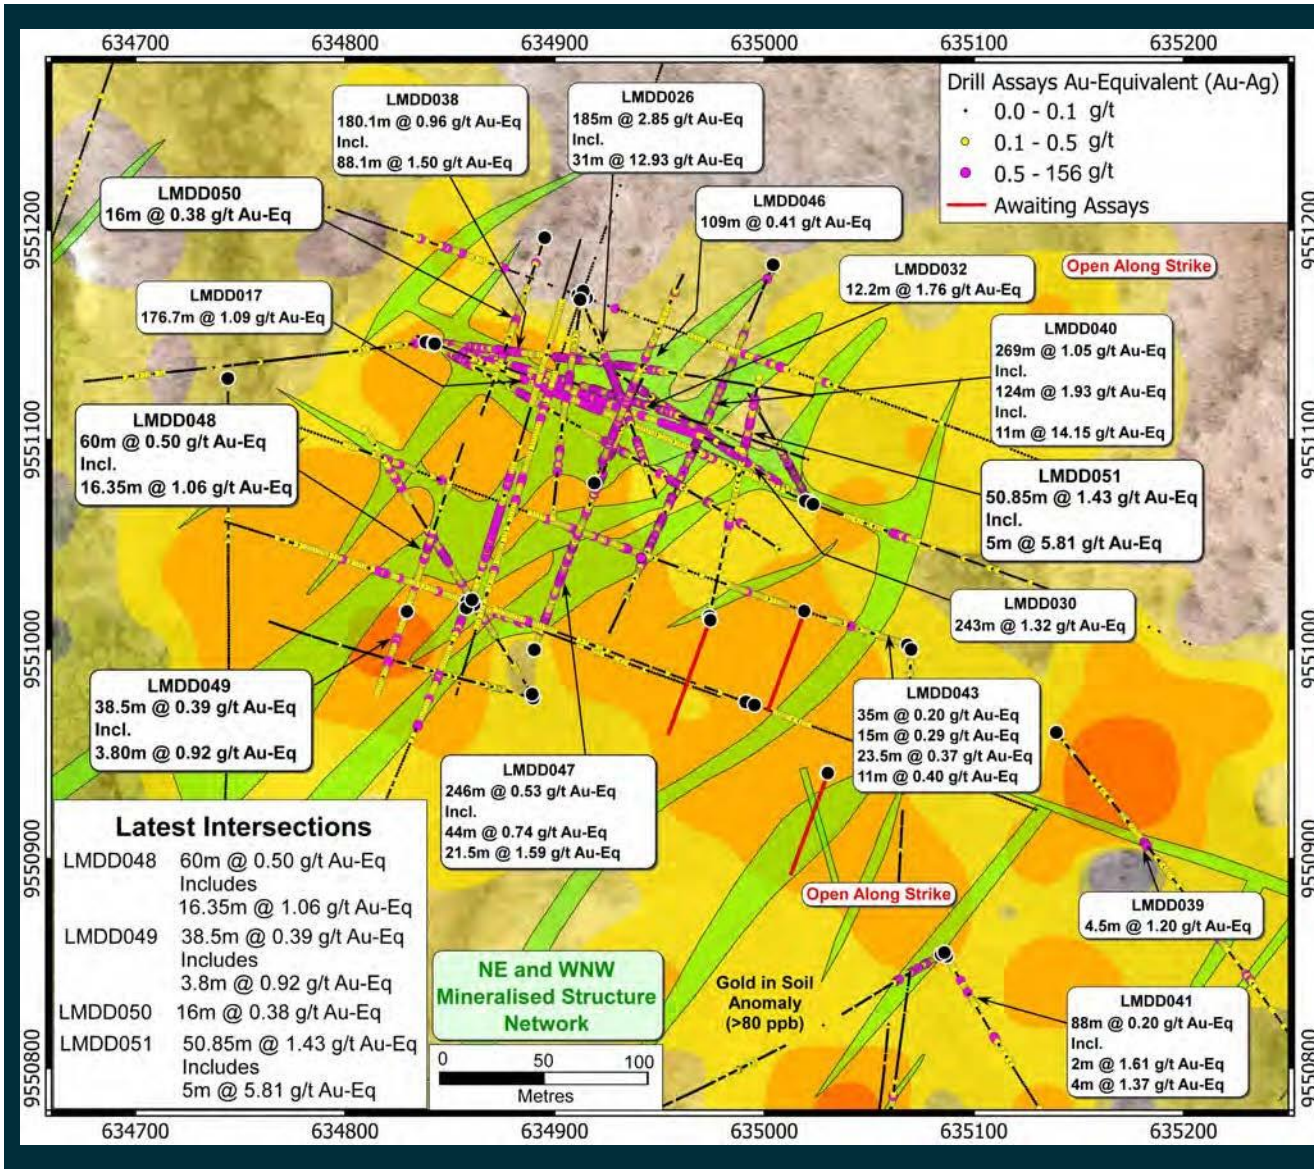 634700 634800 634900 635000 635100 635200
Drill Assays Au-Equivalent (Au-Ag)
0.0 - 0.1 g/t
0.1 - 0.5 g/t
0.5 - 156 g/t
Awaiting Assays
LMDD038
180.1m @ 0.96 g/t Au-Eq
Incl.
88.1m @ 1.50 g/t Au-Eq
LMDD026
185m @ 2.85 g/t Au-Eq
Incl.
31m @ 12.93 g/t Au-Eq
LMDD050
16m @ 0.38 g/t Au-Eq
LMDD046
109m @ 0.41 g/t Au-Eq
9551200
9551200
LMDD032
12.2m @ 1.76 g/t Au-Eq
Open Along Strike
LMDD017
176.7m @ 1.09 g/t Au-Eq
LMDD040
269m @ 1.05 g/t Au-Eq
Incl.
124m @ 1.93 g/t Au-Eq
Incl.
11m @ 14.15 g/t Au-Eq
LMDD048
60m @ 0.50 g/t Au-Eq
Incl.
16.35m @ 1.06 g/t Au-Eq
9551100
9551100
LMDD051
50.85m @ 1.43 g/t Au-Eq
Incl.
5m @ 5.81 g/t Au-Eq
LMDD030
243m @ 1.32 g/t Au-Eq
9551000
9551000
LMDD049
38.5m @ 0.39 g/t Au-Eq
Incl.
3.80m @ 0.92 g/t Au-Eq
LMDD043
35m @ 0.20 g/t Au-Eq
15m @ 0.29 g/t Au-Eq
23.5m @ 0.37 g/t Au-Eq
11m @ 0.40 g/t Au-Eq
LMDD047
246m @ 0.53 g/t Au-Eq
Incl.
44m @ 0.74 g/t Au-Eq
21.5m @ 1.59 g/t Au-Eq
9550900
9550900
Open Along Strike
LMDD039
4.5m @ 1.20 g/t Au-Eq
Latest Intersections
LMDD048 60m @ 0.50 g/t Au-Eq
Includes
16.35m @ 1.06 g/t Au-Eq
LMDD049 38.5m @ 0.39 g/t Au-Eq
Includes
3.8m @ 0.92 g/t Au-Eq
LMDD050 16m @ 0.38 g/t Au-Eq
LMDD051 50.85m @ 1.43 g/t Au-Eq
Includes
5m @ 5.81 g/t Au-Eq
NE and WNW
Mineralised Structure
Network
Gold in Soil
Anomaly
(>80 ppb)
LMDD041
88m @ 0.20 g/t Au-Eq
Incl.
2m @ 1.61 g/t Au-Eq
4m @ 1.37 g/t Au-Eq
0 50 100
Metres
9550800
9550800
634700 634800 634900 635000 635100 635200